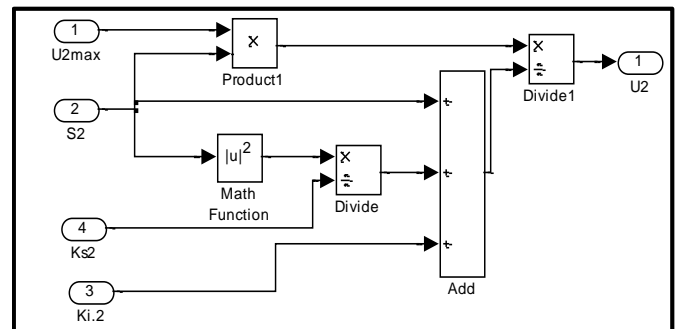 1
U2max
×
Product1
2
S2
|u|²
Math
Function
×
÷
Divide
4
Ks2
3
Ki.2
+
+
+
Add
×
÷
Divide1
1
U2